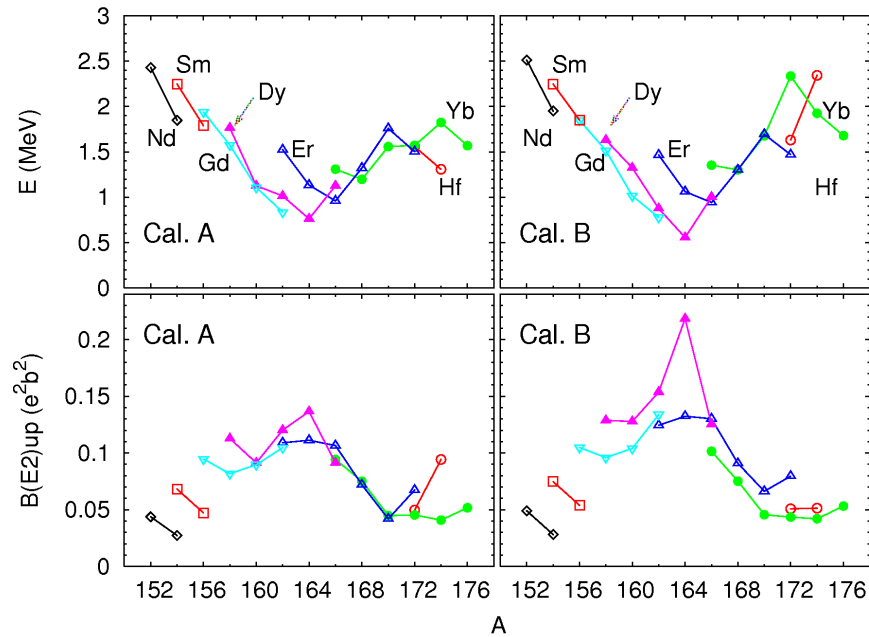 3
2.5
2
1.5
1
0.5
0
E (MeV)
Sm
Dy
Nd
Gd
Er
Yb
Hf
Cal. A
Sm
Dy
Nd
Gd
Er
Yb
Hf
Cal. B
0.2
0.15
0.1
0.05
0
B(E2)up (e²b²)
Cal. A
Cal. B
152 156 160 164 168 172 176
152 156 160 164 168 172 176
A